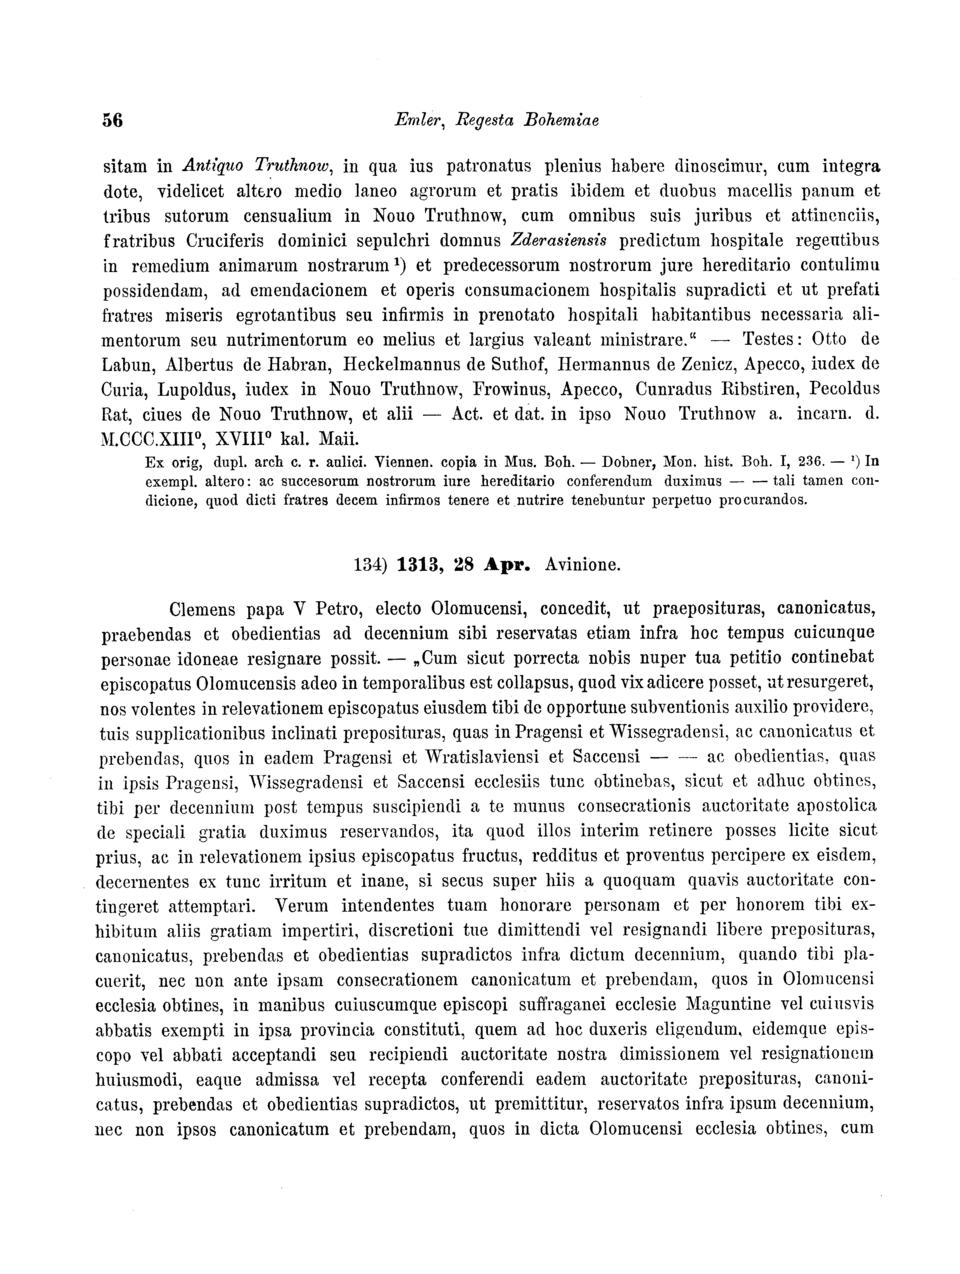 56 Emler, Regesta Bohemiae
sitam in Antiquo Truthnow, in qua ius patronatus plenius habere dinoscimur, cum integra
dote, videlicet altero medio laneo agrorum et pratis ibidem et duobus macellis panum et
tribus sutorum censualium in Nouo Truthnow, cum omnibus suis juribus et attinenciis,
fratribus Cruciferis dominici sepulchri domnus Zderasiensis predictum hospitale regentibus
in remedium animarum nostrarum ¹) et predecessorum nostrorum jure hereditario contulimu
possidendam, ad emendacionem et operis consumacionem hospitalis supradicti et ut prefati
fratres miseris egrotantibus seu infirmis in prenotato hospitali habitantibus necessaria ali-
mentorum seu nutrimentorum eo melius et largius valeant ministrare.“ — Testes: Otto de
Labun, Albertus de Habran, Heckelmannus de Suthof, Hermannus de Zenicz, Apecco, iudex de
Curia, Lupoldus, iudex in Nouo Truthnow, Frowinus, Apecco, Cunradus Ribstiren, Pecoldus
Rat, ciues de Nouo Truthnow, et alii — Act. et dat. in ipso Nouo Truthnow a. incarn. d.
M.CCC.XIII⁰, XVIII⁰ kal. Maii.
Ex orig, dupl. arch c. r. aulici. Viennen. copia in Mus. Boh. — Dobner, Mon. hist. Boh. I, 236. — ¹) In
exempl. altero: ac succesorum nostrorum iure hereditario conferendum duximus — — tali tamen con-
dicione, quod dicti fratres decem infirmos tenere et nutrire tenebuntur perpetuo procurandos.
134) 1313, 28 Apr. Avinione.
Clemens papa V Petro, electo Olomucensi, concedit, ut praeposituras, canonicatus,
praebendas et obedientias ad decennium sibi reservatas etiam infra hoc tempus cuicunque
personae idoneae resignare possit. — „Cum sicut porrecta nobis nuper tua petitio continebat
episcopatus Olomucensis adeo in temporalibus est collapsus, quod vix adicere posset, ut resurgeret,
nos volentes in relevationem episcopatus eiusdem tibi de opportune subventionis auxilio providere,
tuis supplicationibus inclinati preposituras, quas in Pragensi et Wissegradensi, ac canonicatus et
prebendas, quos in eadem Pragensi et Wratislaviensi et Saccensi — — ac obedientias, quas
in ipsis Pragensi, Wissegradensi et Saccensi ecclesiis tunc obtinebas, sicut et adhuc obtines,
tibi per decennium post tempus suscipiendi a te munus consecrationis auctoritate apostolica
de speciali gratia duximus reservandos, ita quod illos interim retinere posses licite sicut
prius, ac in relevationem ipsius episcopatus fructus, redditus et proventus percipere ex eisdem,
decernentes ex tunc irritum et inane, si secus super hiis a quoquam quavis auctoritate con-
tingeret attemptari. Verum intendentes tuam honorare personam et per honorem tibi ex-
hibitum aliis gratiam impertiri, discretioni tue dimittendi vel resignandi libere preposituras,
canonicatus, prebendas et obedientias supradictos infra dictum decennium, quando tibi pla-
cuerit, nec non ante ipsam consecrationem canonicatum et prebendam, quos in Olomucensi
ecclesia obtines, in manibus cuiuscumque episcopi suffraganei ecclesie Maguntine vel cuiusvis
abbatis exempti in ipsa provincia constituti, quem ad hoc duxeris eligendum, eidemque epis-
copo vel abbati acceptandi seu recipiendi auctoritate nostra dimissionem vel resignationem
huiusmodi, eaque admissa vel recepta conferendi eadem auctoritate preposituras, canoni-
catus, prebendas et obedientias supradictos, ut premittitur, reservatos infra ipsum decennium,
nec non ipsos canonicatum et prebendam, quos in dicta Olomucensi ecclesia obtines, cum